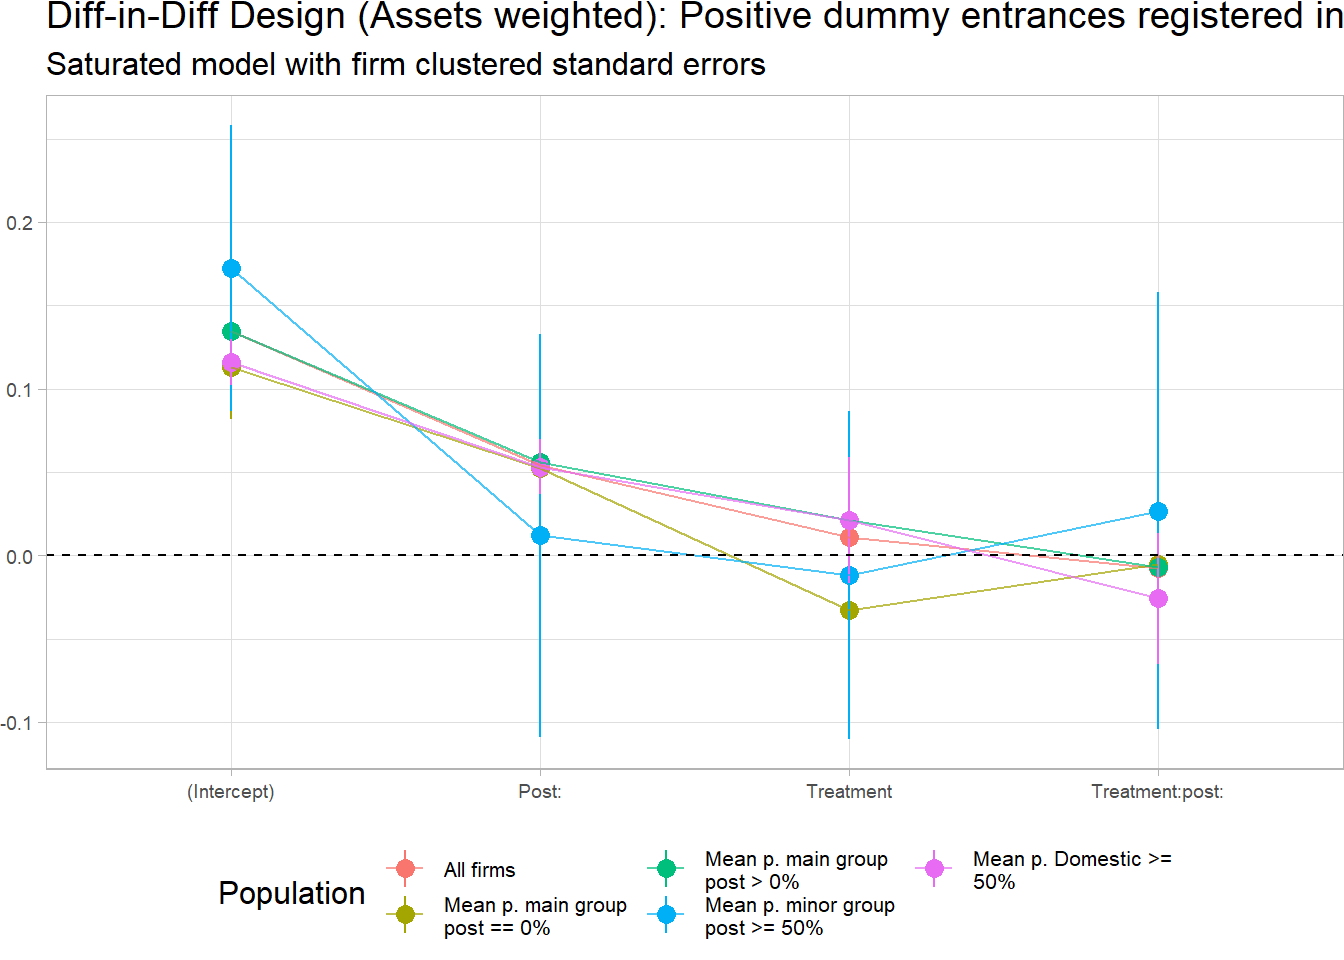 Diff-in-Diff Design (Assets weighted): Positive dummy entrances registered in
Saturated model with firm clustered standard errors
0.2
0.1
0.0
-0.1
(Intercept)
Post:
Treatment
Treatment:post:
Population
All firms
Mean p. main group
post == 0%
Mean p. main group
post > 0%
Mean p. minor group
post >= 50%
Mean p. Domestic >=
50%